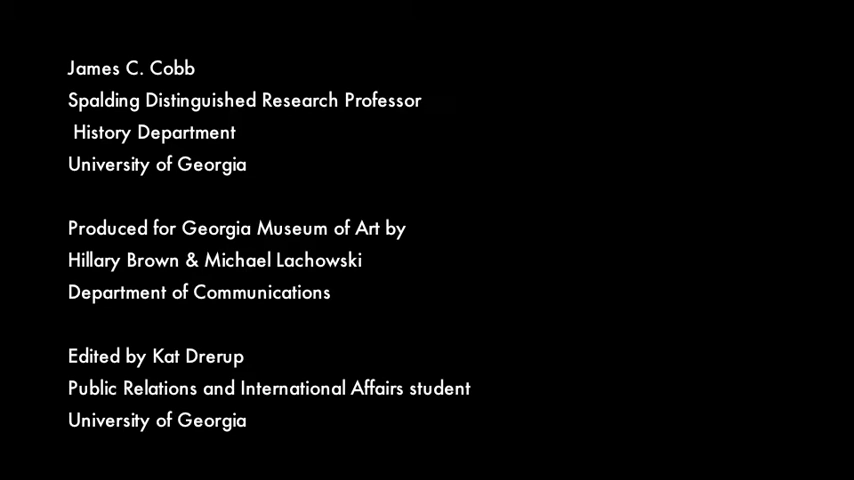 James C. Cobb
Spalding Distinguished Research Professor
History Department
University of Georgia
Produced for Georgia Museum of Art by
Hillary Brown & Michael Lachowski
Department of Communications
Edited by Kat Drerup
Public Relations and International Affairs student
University of Georgia